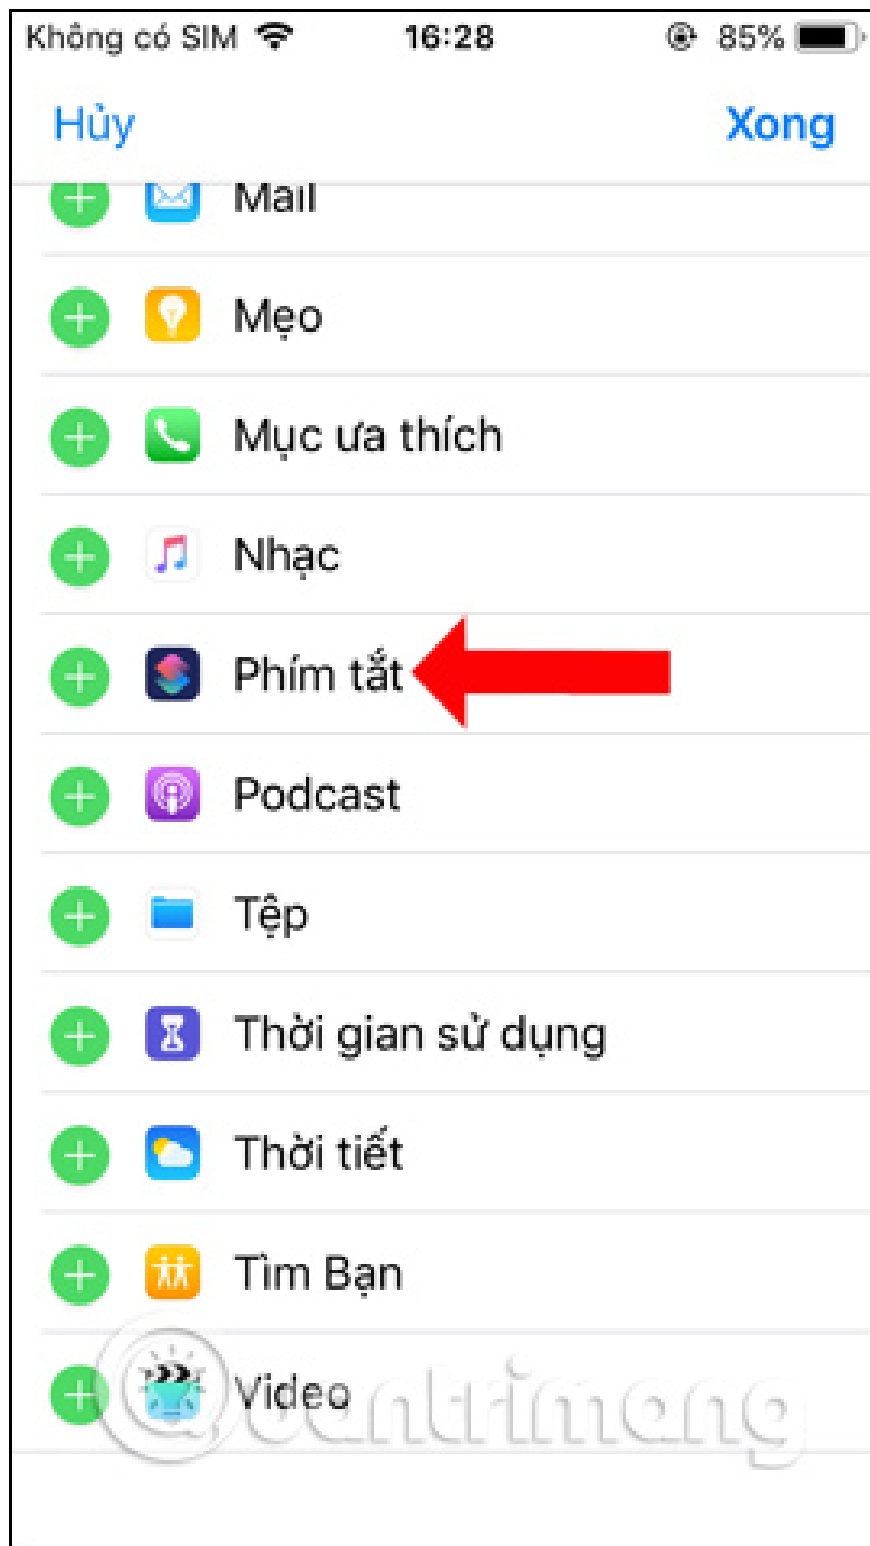 Không có SIM 16:28 85%
Hủy Xong
Mail
Mẹo
Mục ưa thích
Nhạc
Phím tắt
Podcast
Tệp
Thời gian sử dụng
Thời tiết
Tìm Bạn
Video
Quantrimang